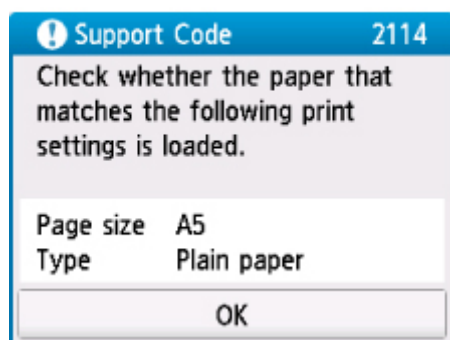 Support Code 2114
Check whether the paper that
matches the following print
settings is loaded.
Page size A5
Type Plain paper
OK